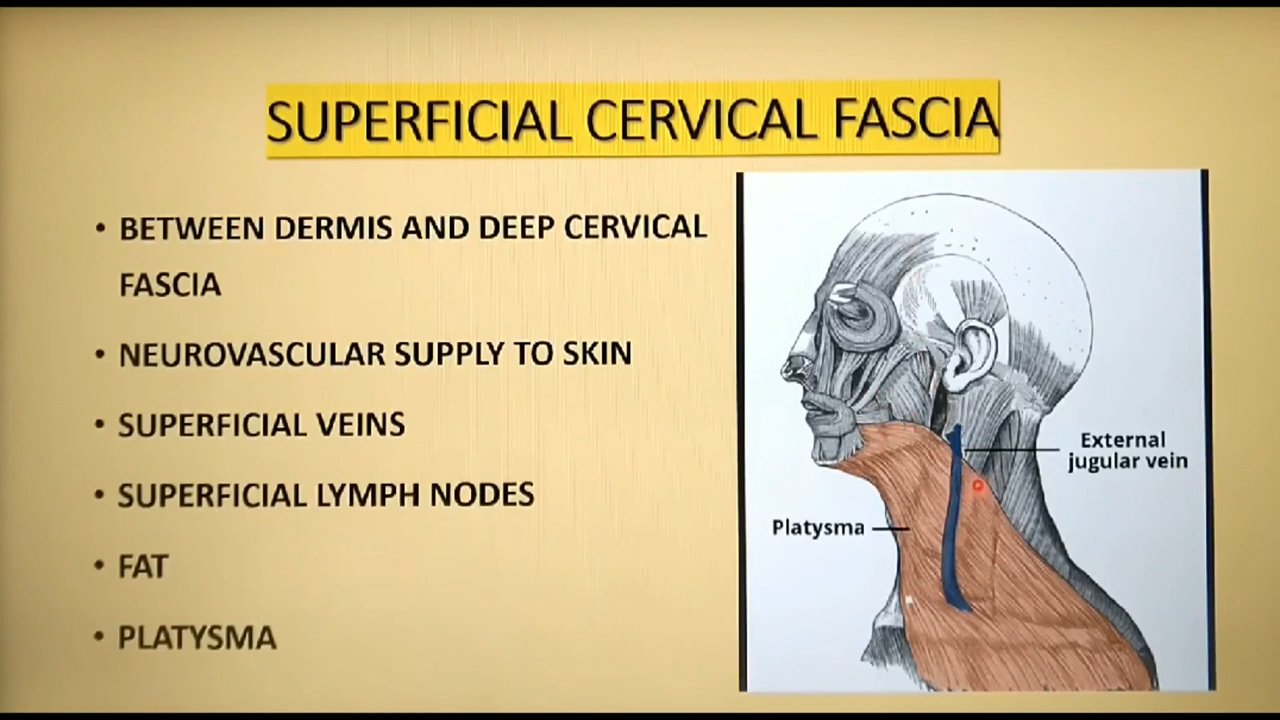 SUPERFICIAL CERVICAL FASCIA
• BETWEEN DERMIS AND DEEP CERVICAL
FASCIA
• NEUROVASCULAR SUPPLY TO SKIN
• SUPERFICIAL VEINS
• SUPERFICIAL LYMPH NODES
• FAT
• PLATYSMA
External
jugular vein
Platysma